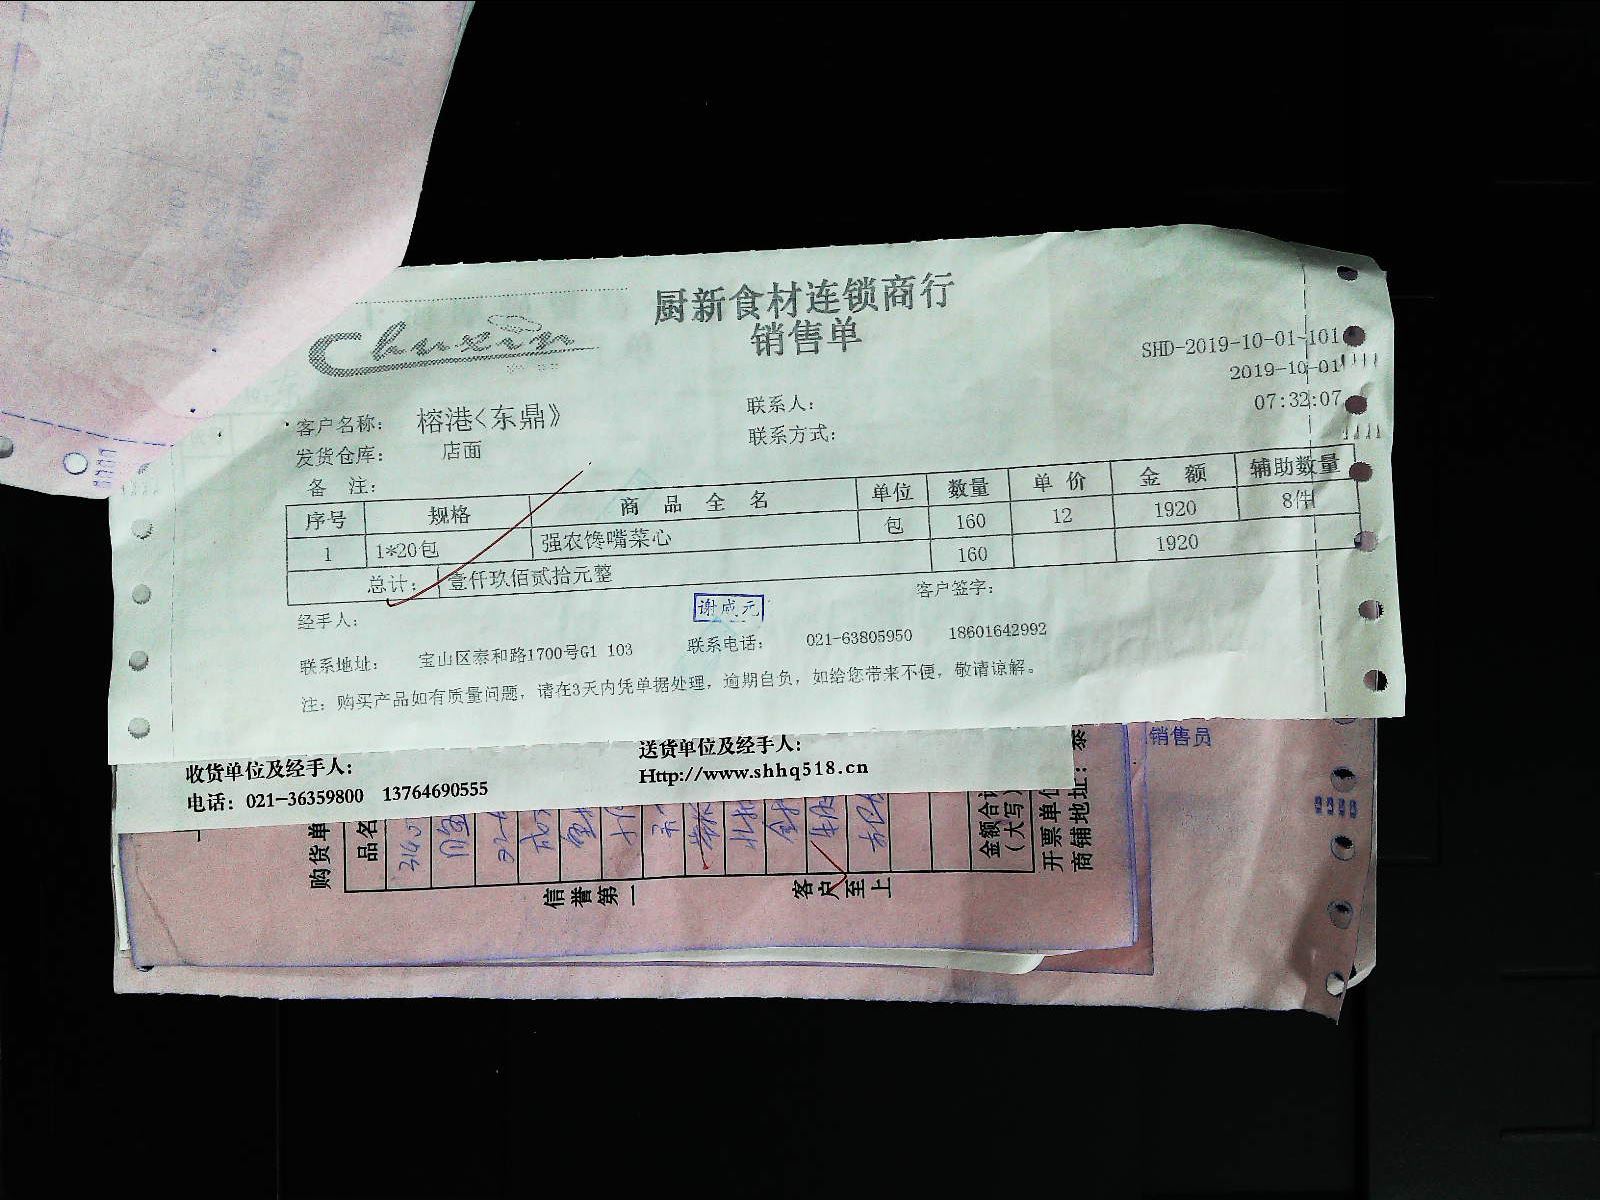 厨新食材连锁商行
销售单
Chuxin
SHD-2019-10-01-101
2019-10-01
07:32:07
客户名称： 榕港<东鼎》
联系人：
发货仓库： 店面
联系方式：
备 注：
序号 规格 商 品 全 名 单位 数量 单 价 金 额 辅助数量
1 1*20包 强农馋嘴菜心 包 160 12 1920 8件
总计： 壹仟玖佰贰拾元整 160 1920
经手人： 谢咸元 客户签字：
联系地址： 宝山区泰和路1700号G1 103 联系电话： 021-63805950 18601642992
注：购买产品如有质量问题，请在3天内凭单据处理，逾期自负，如给您带来不便，敬请谅解。
收货单位及经手人： 送货单位及经手人：
电话：021-36359800 13764690555 Http://www.shhq518.cn
销售员
购货单
品名
金额合计
（大写）
开票单位
商铺地址：泰
信誉第一
客户至上